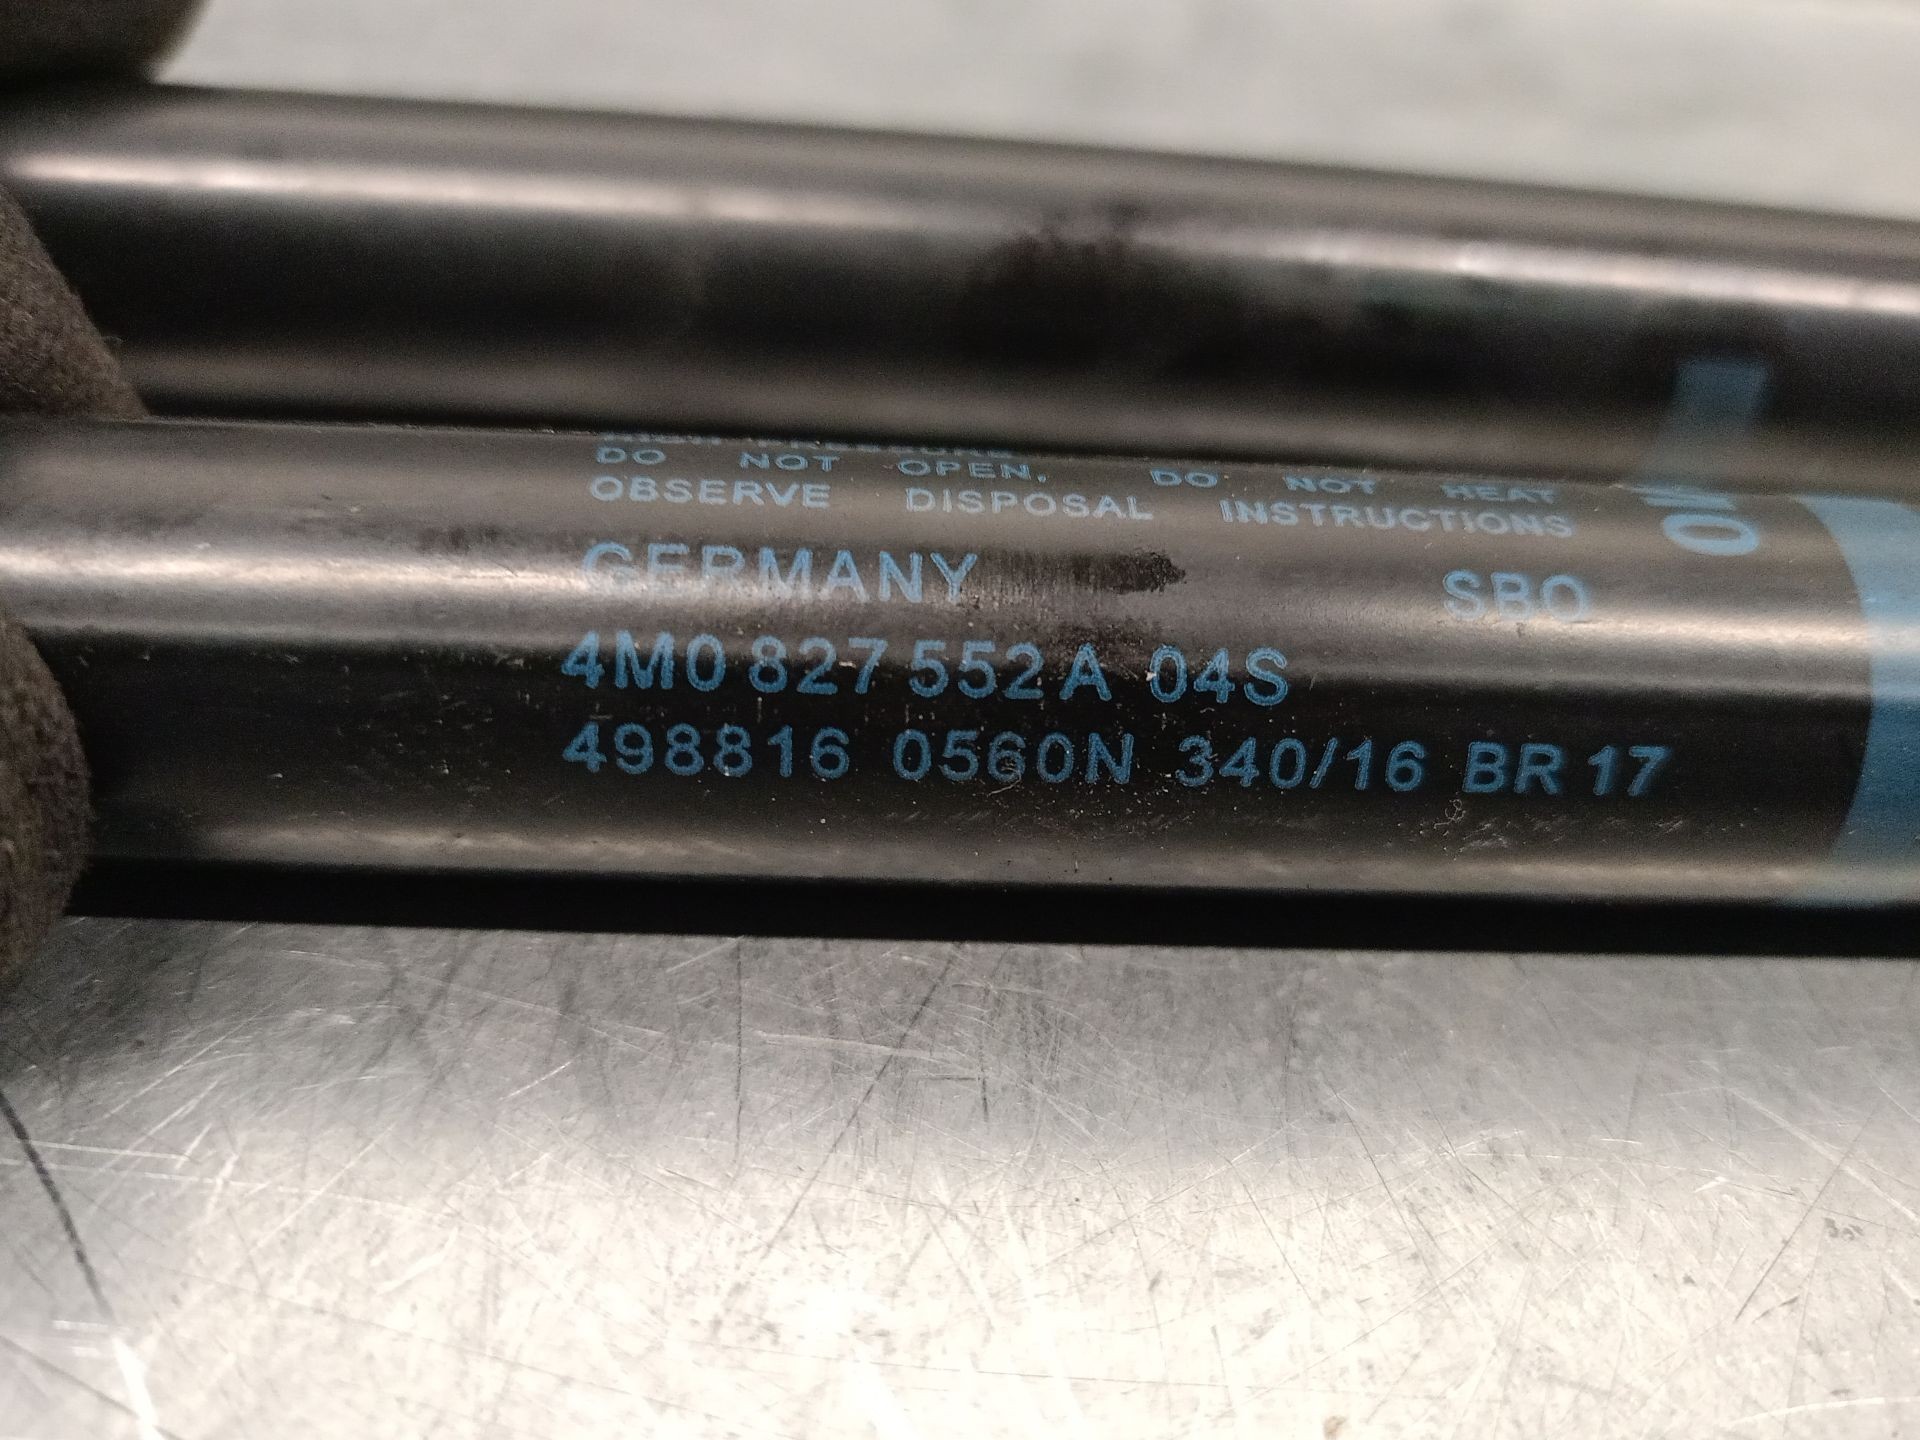 DO NOT OPEN. DO NOT HEAT
OBSERVE DISPOSAL INSTRUCTIONS
GERMANY SBO
4M0 827 552 A 04S
498816 0560N 340/16 BR 17